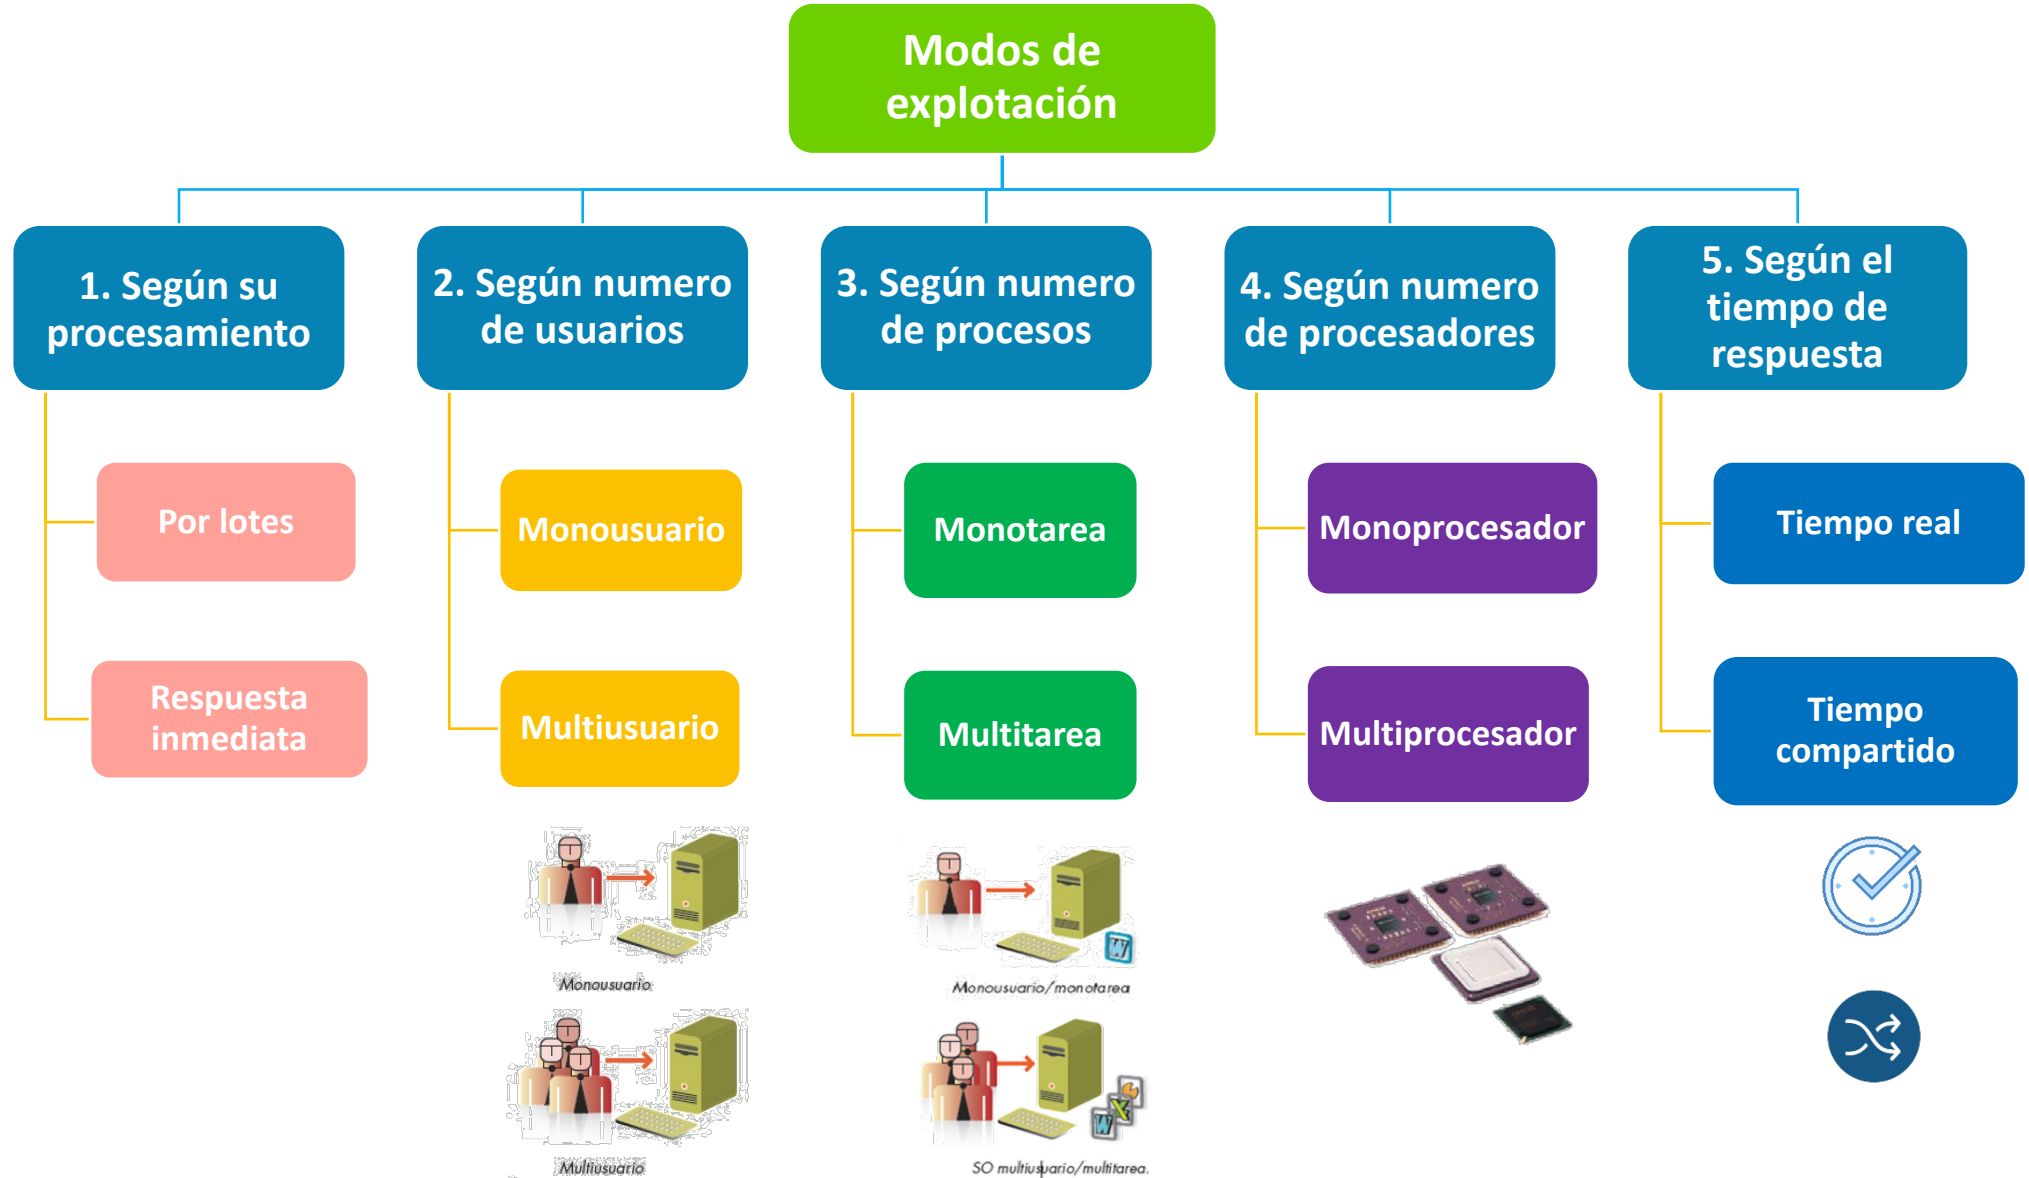 Modos de
explotación
1. Según su
procesamiento
2. Según numero
de usuarios
3. Según numero
de procesos
4. Según numero
de procesadores
5. Según el
tiempo de
respuesta
Por lotes
Monousuario
Monotarea
Monoprocesador
Tiempo real
Respuesta
inmediata
Multiusuario
Multitarea
Multiprocesador
Tiempo
compartido
Monousuario
Monousuario/monotarea
Multiusuario
SO multiusuario/multitarea.